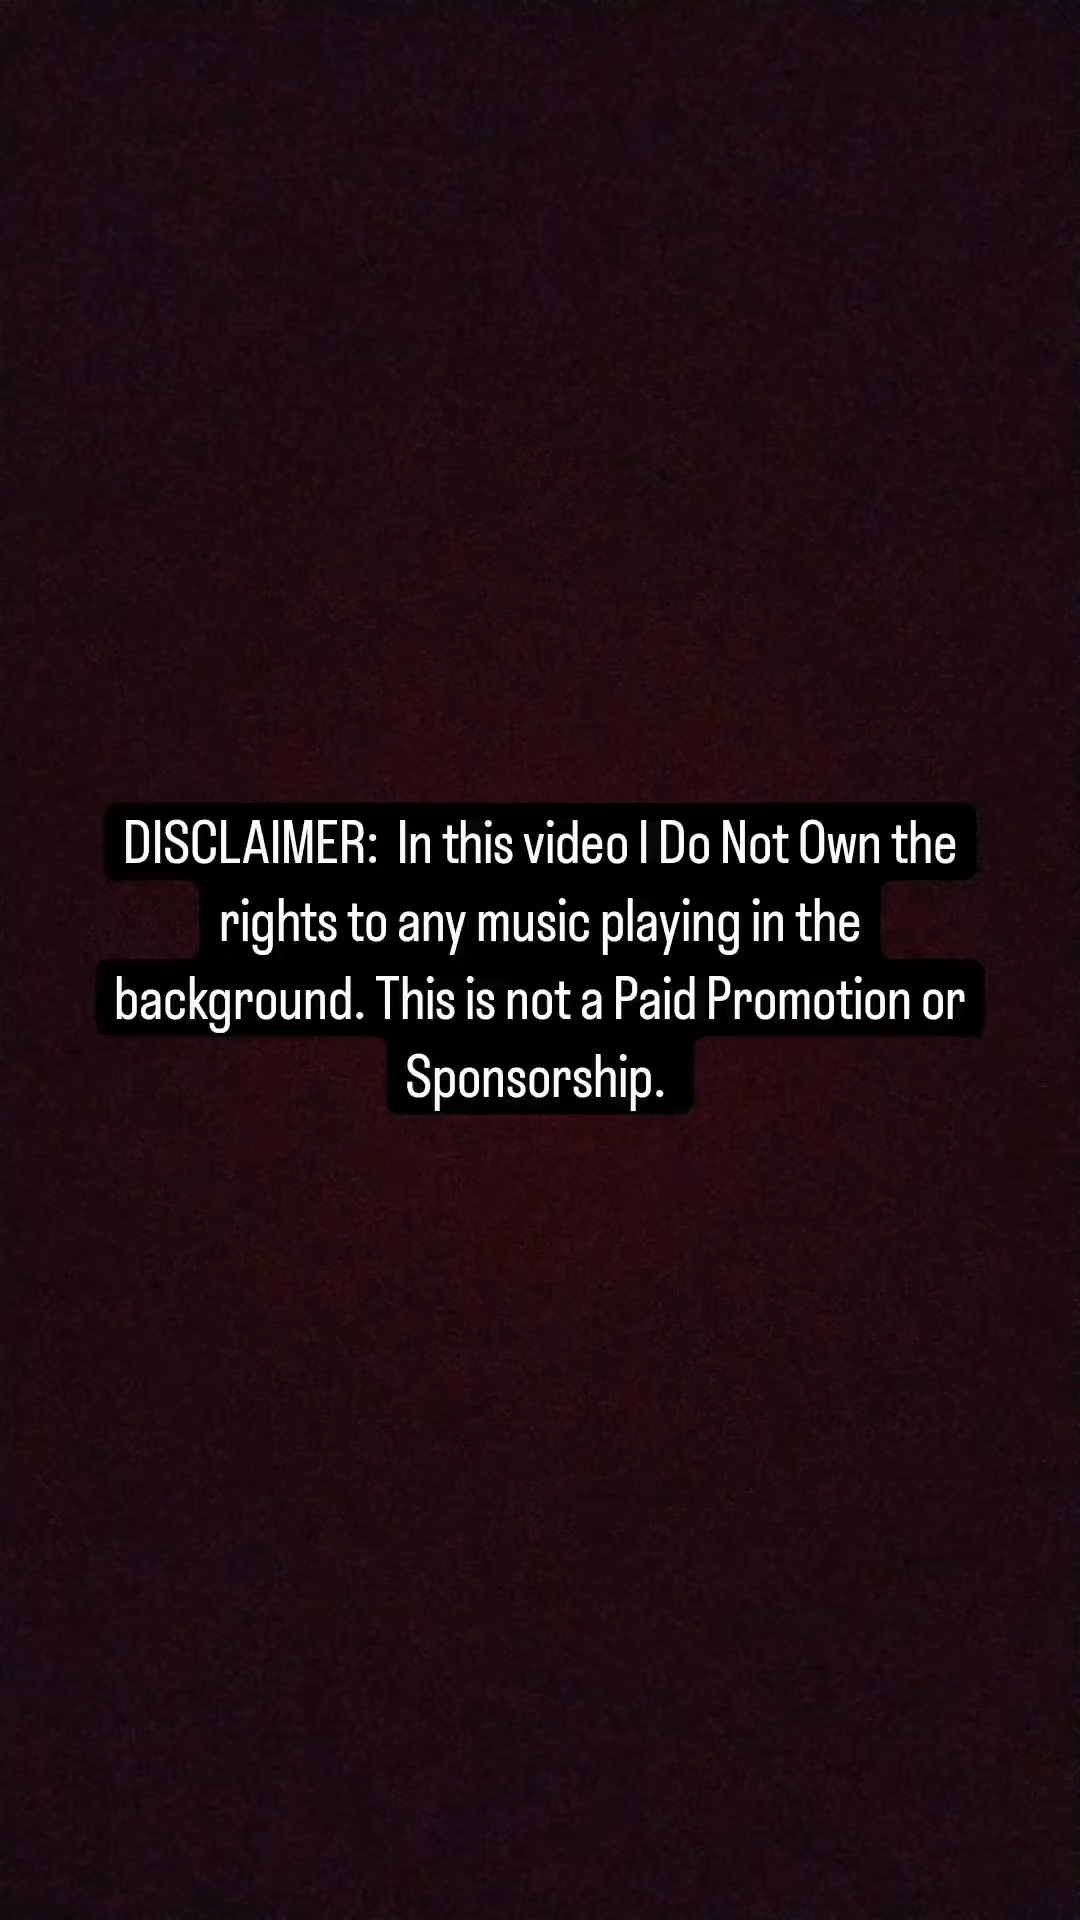 DISCLAIMER:  In this video I Do Not Own the
rights to any music playing in the
background. This is not a Paid Promotion or
Sponsorship.